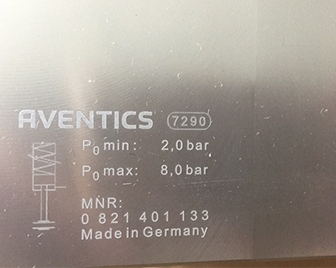 AVENTICS 7290
P0 min: 2,0 bar
P0 max: 8,0 bar
MNR:
0 821 401 133
Made in Germany